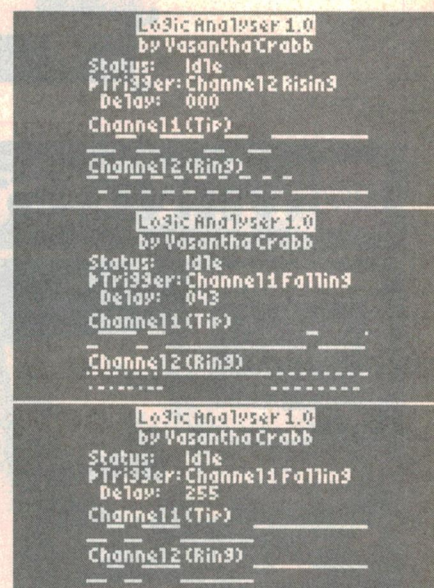 Logic Analyser 1.0
by Vasantha Crabb
Status: Idle
▶Trigger: Channel 2 Rising
Delay: 000
Channel 1 (Tip)
Channel 2 (Ring)
Logic Analyser 1.0
by Vasantha Crabb
Status: Idle
▶Trigger: Channel 1 Falling
Delay: 043
Channel 1 (Tip)
Channel 2 (Ring)
Logic Analyser 1.0
by Vasantha Crabb
Status: Idle
▶Trigger: Channel 1 Falling
Delay: 255
Channel 1 (Tip)
Channel 2 (Ring)